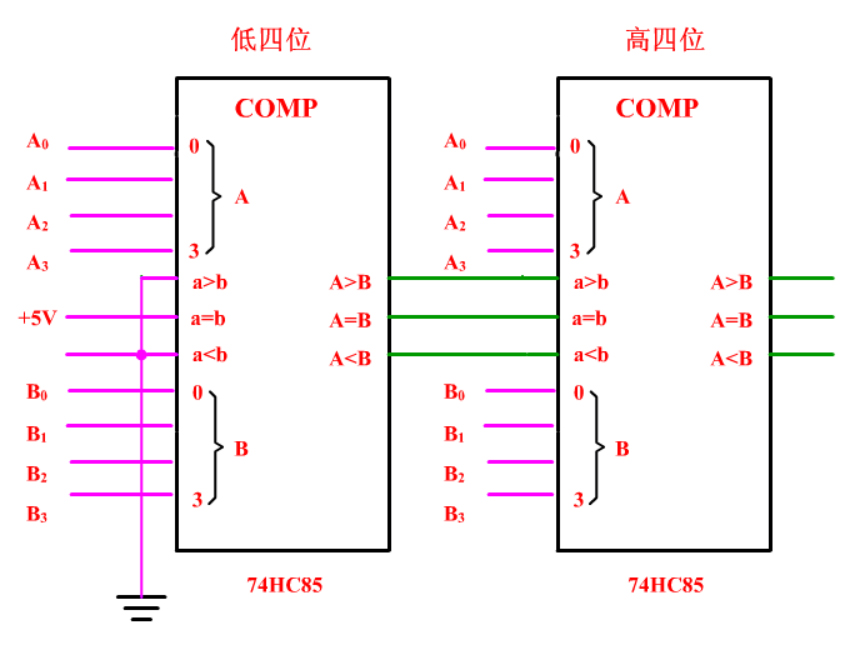 低四位
COMP
A₀
A₁
A₂
A₃
+5V
B₀
B₁
B₂
B₃
0
3
A
a>b
a=b
a<b
0
3
B
A>B
A=B
A<B
74HC85
高四位
COMP
A₀
A₁
A₂
A₃
B₀
B₁
B₂
B₃
0
3
A
a>b
a=b
a<b
0
3
B
A>B
A=B
A<B
74HC85